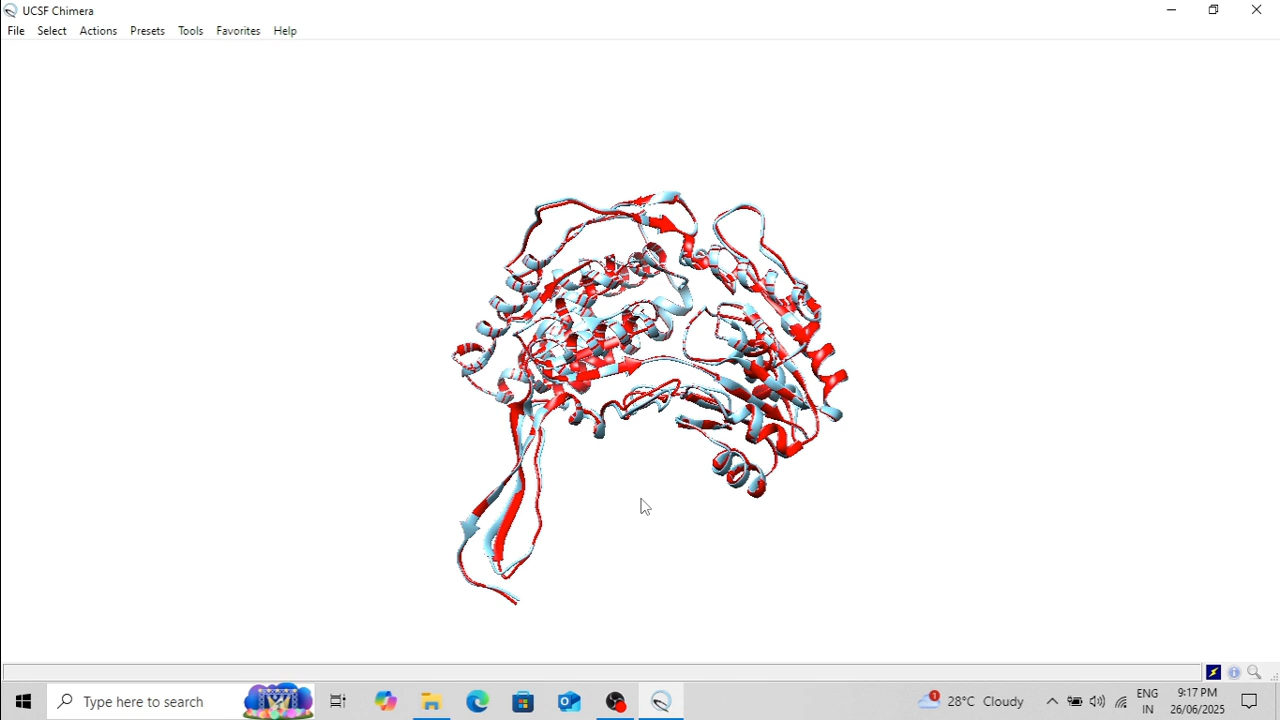 UCSF Chimera
File Select Actions Presets Tools Favorites Help
Type here to search
1
28°C Cloudy
ENG
IN
9:17 PM
26/06/2025